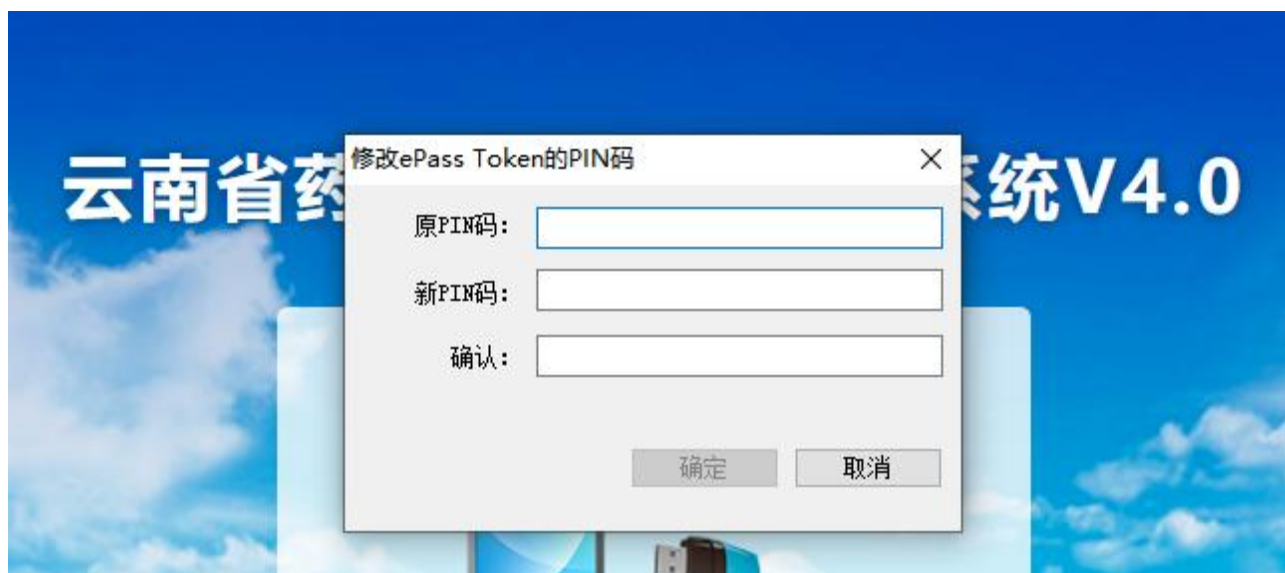 云南省药
系统V4.0
修改ePass Token的PIN码
原PIN码:
新PIN码:
确认:
确定
取消